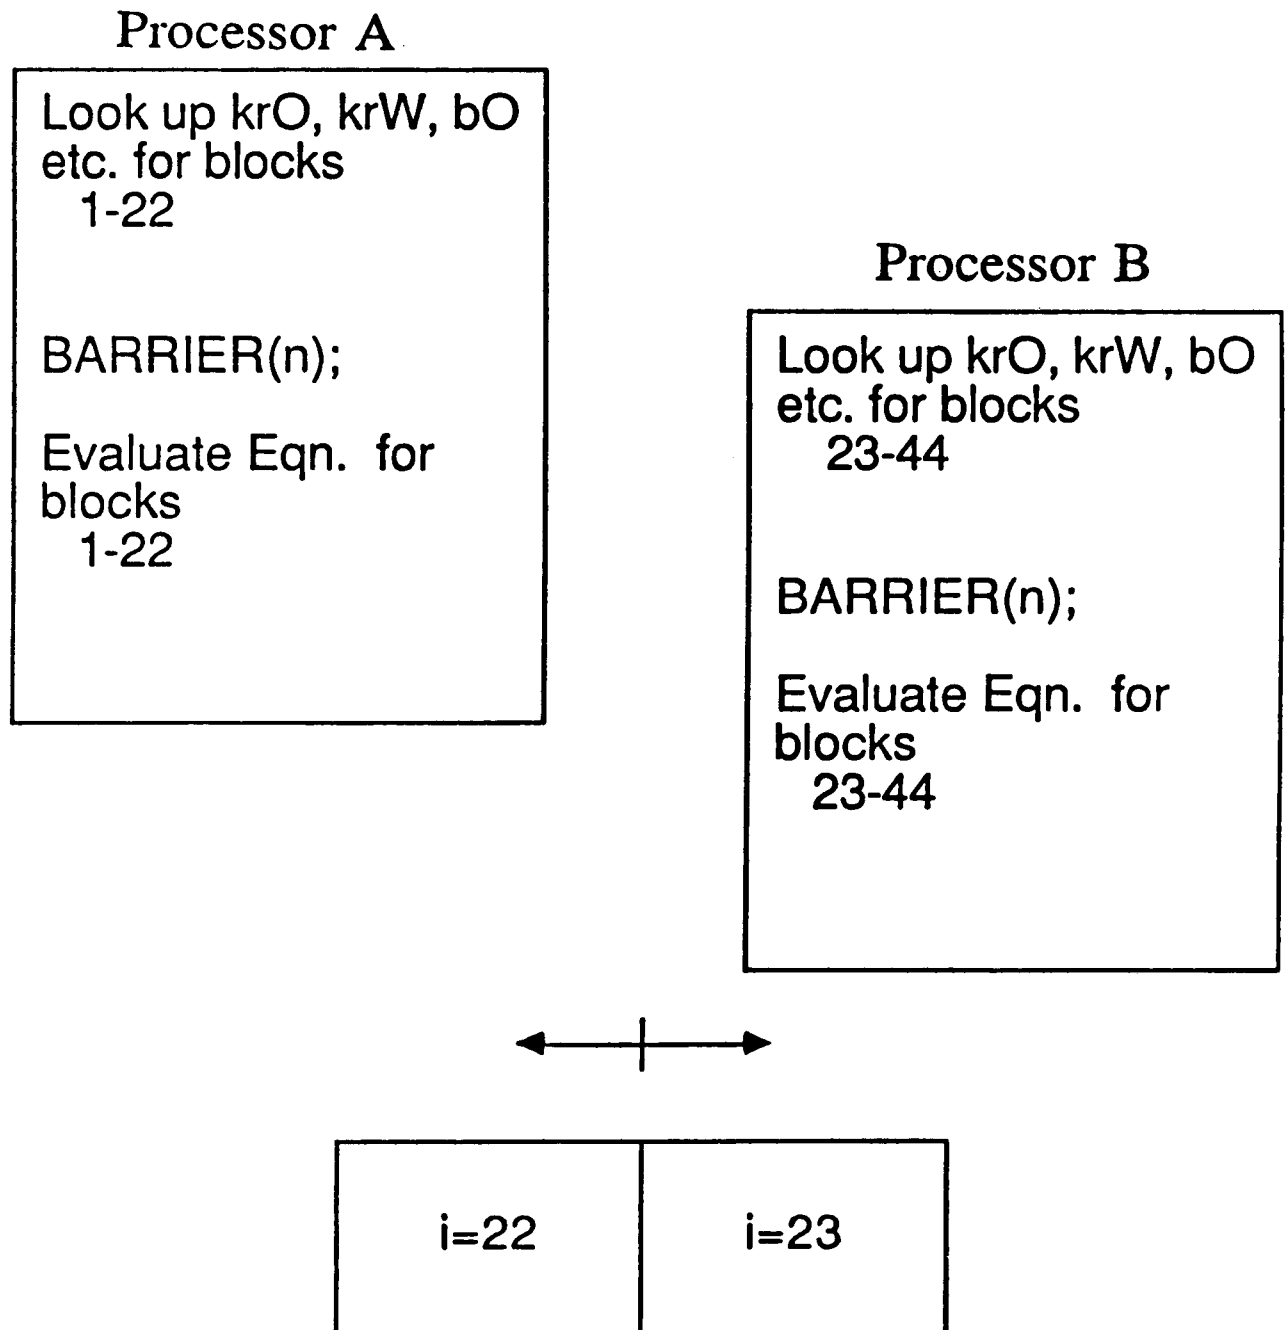 Processor A
Look up krO, krW, bO
etc. for blocks
1-22
BARRIER(n);
Evaluate Eqn. for
blocks
1-22
Processor B
Look up krO, krW, bO
etc. for blocks
23-44
BARRIER(n);
Evaluate Eqn. for
blocks
23-44
i=22
i=23